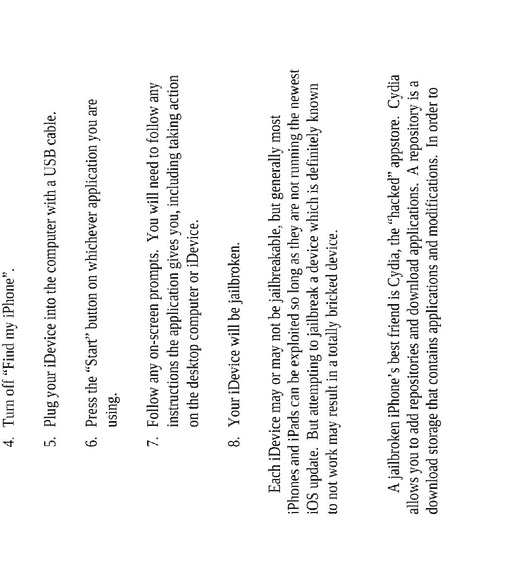 4. Turn off “Find my iPhone”.
5. Plug your iDevice into the computer with a USB cable.
6. Press the “Start” button on whichever application you are
using.
7. Follow any on-screen prompts. You will need to follow any
instructions the application gives you, including taking action
on the desktop computer or iDevice.
8. Your iDevice will be jailbroken.
Each iDevice may or may not be jailbreakable, but generally most
iPhones and iPads can be exploited so long as they are not running the newest
iOS update. But attempting to jailbreak a device which is definitely known
to not work may result in a totally bricked device.
A jailbroken iPhone’s best friend is Cydia, the “hacked” appstore. Cydia
allows you to add repositories and download applications. A repository is a
download storage that contains applications and modifications. In order to